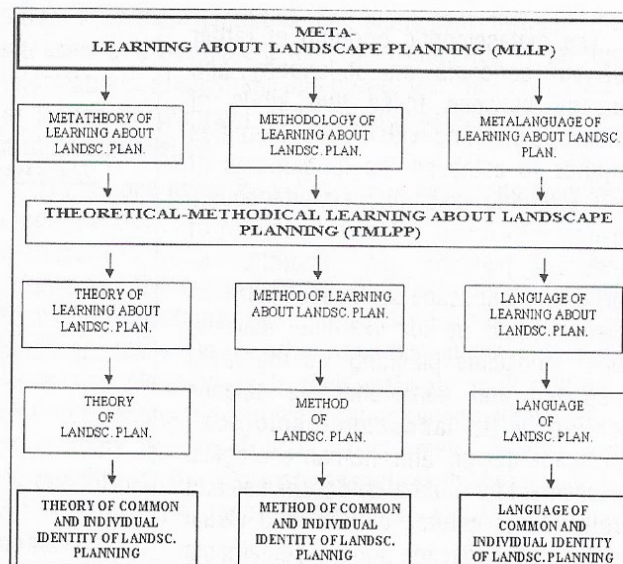 META-
LEARNING ABOUT LANDSCAPE PLANNING (MLLP)
METATHEORY OF
LEARNING ABOUT
LANDSC. PLAN.
METHODOLOGY OF
LEARNING ABOUT
LANDSC. PLAN.
METALANGUAGE OF
LEARNING ABOUT LANDSC.
PLAN.
THEORETICAL-METHODICAL LEARNING ABOUT LANDSCAPE
PLANNING (TMLPP)
THEORY OF
LEARNING ABOUT
LANDSC. PLAN.
METHOD OF LEARNING
ABOUT LANDSC. PLAN.
LANGUAGE OF
LEARNING ABOUT
LANDSC. PLAN.
THEORY
OF
LANDSC. PLAN.
METHOD
OF
LANDSC. PLAN.
LANGUAGE
OF
LANDSC. PLAN.
THEORY OF COMMON
AND INDIVIDUAL
IDENTITY OF LANDSC.
PLANNING
METHOD OF COMMON
AND INDIVIDUAL
IDENTITY OF LANDSC.
PLANNIG
LANGUAGE OF
COMMON AND
INDIVIDUAL IDENTITY
OF LANDSC. PLANNING